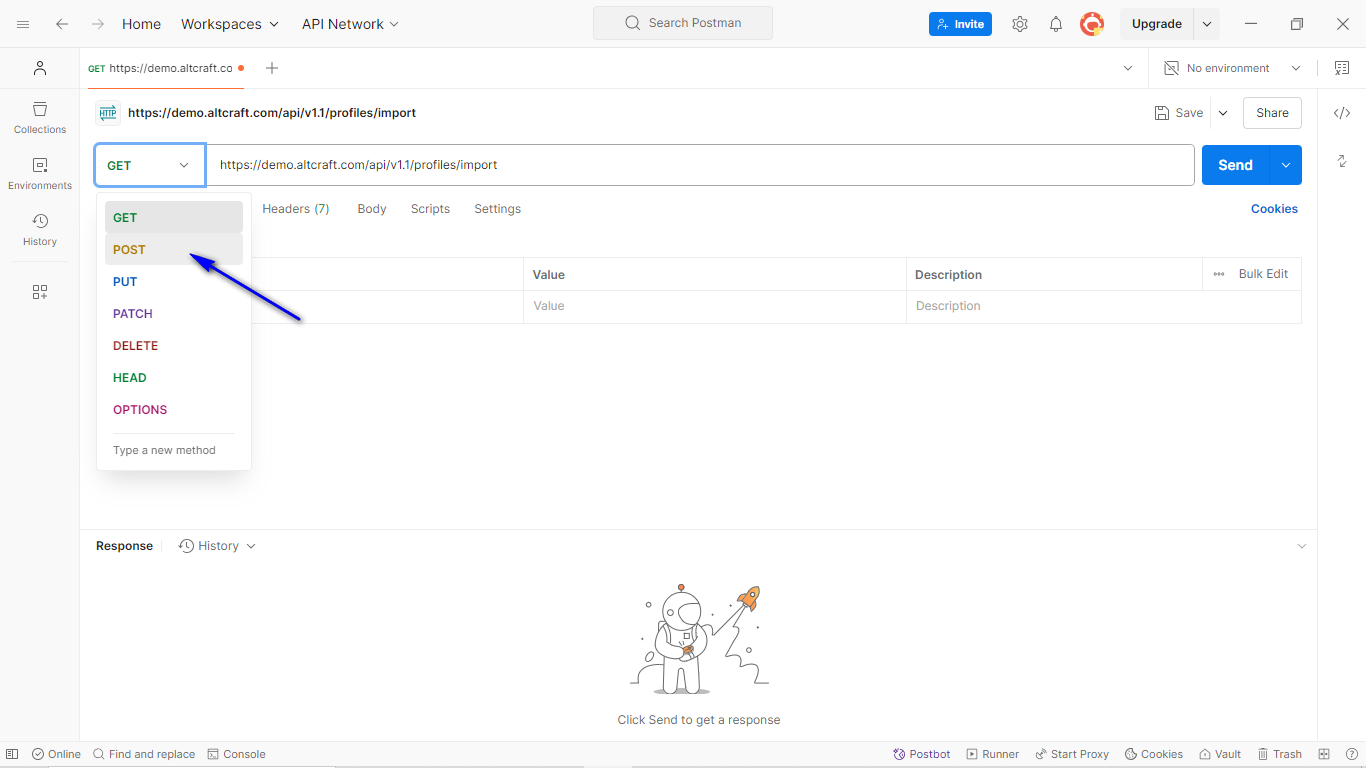 Home Workspaces API Network Search Postman Invite Upgrade
GET https://demo.altcraft.co No environment
HTTP https://demo.altcraft.com/api/v1.1/profiles/import Save Share
Collections
Environments
History
GET https://demo.altcraft.com/api/v1.1/profiles/import Send
Headers (7) Body Scripts Settings Cookies
GET
POST
PUT
PATCH
DELETE
HEAD
OPTIONS
Type a new method
Value Description Bulk Edit
Value Description
Response History
Click Send to get a response
Online Find and replace Console Postbot Runner Start Proxy Cookies Vault Trash